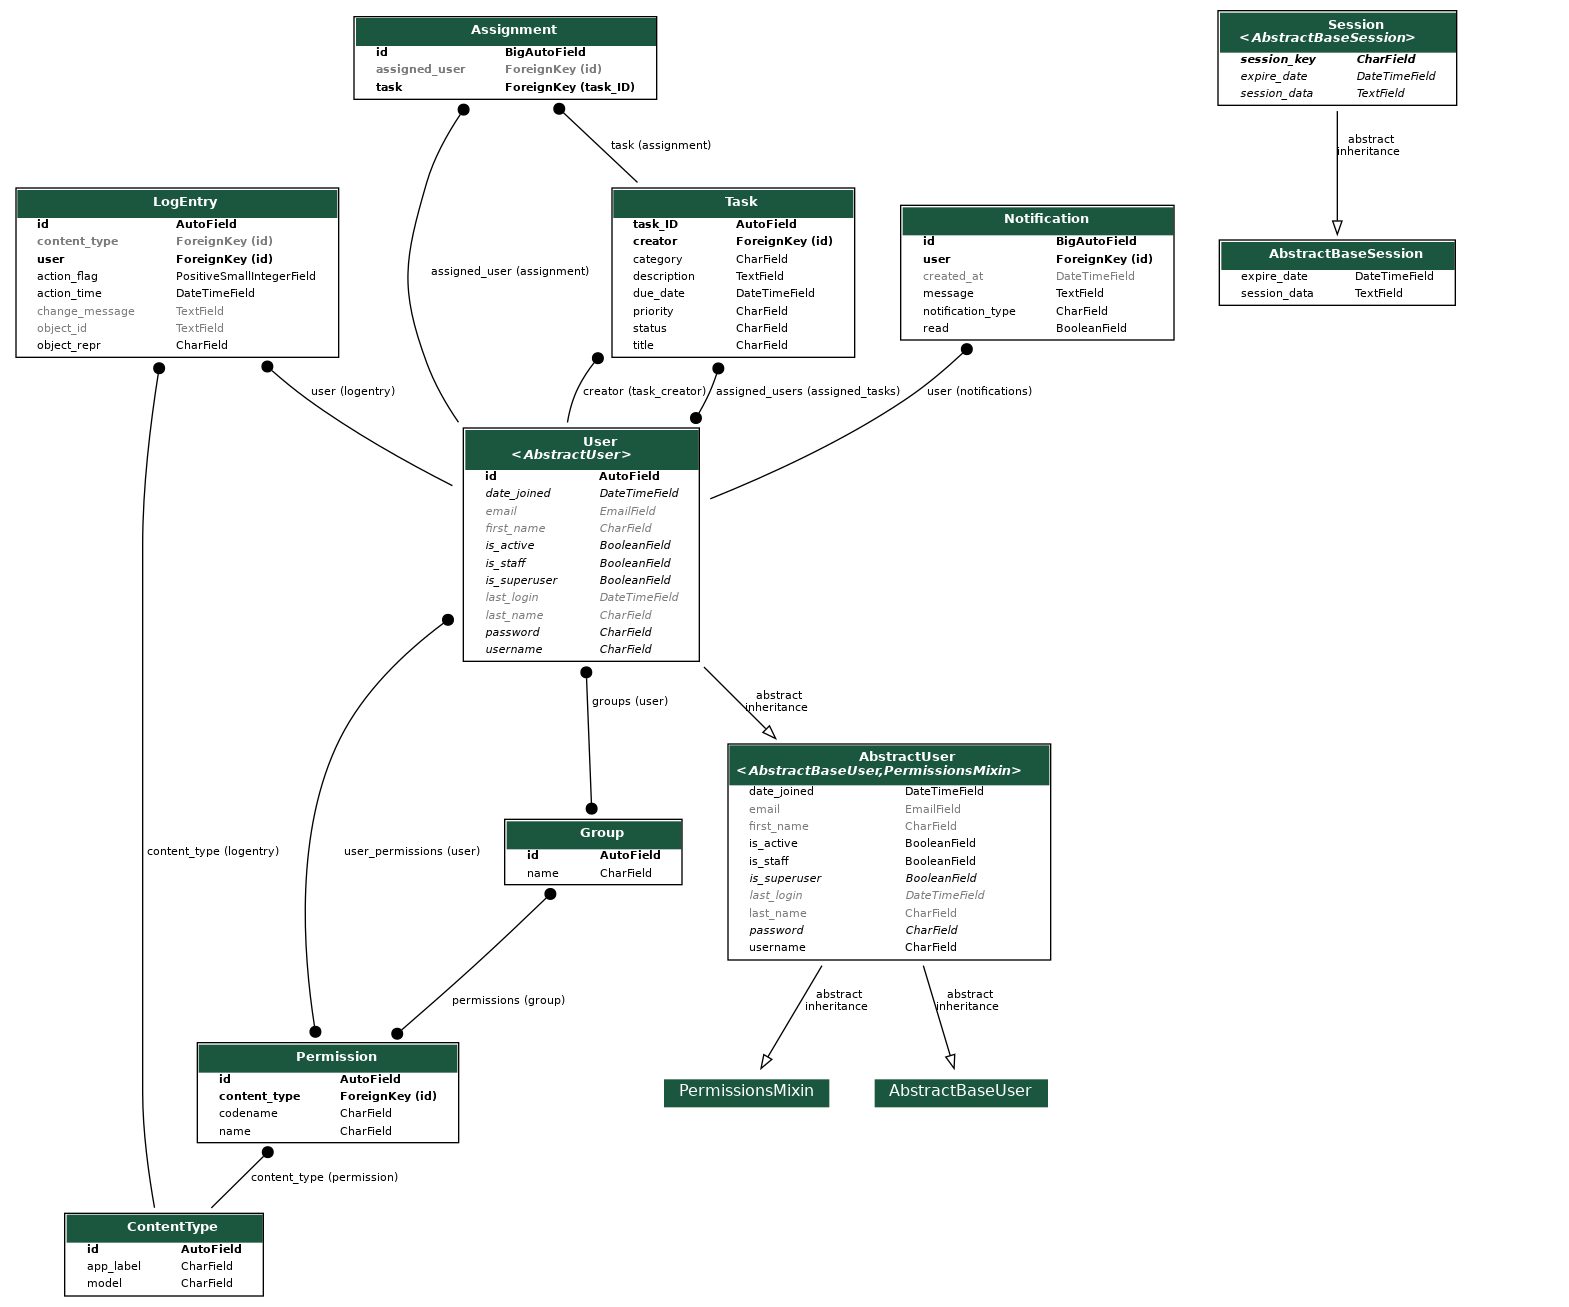 Assignment
id BigAutoField
assigned_user ForeignKey (id)
task ForeignKey (task_ID)
Session
<AbstractBaseSession>
session_key CharField
expire_date DateTimeField
session_data TextField
task (assignment)
abstract
inheritance
LogEntry
id AutoField
content_type ForeignKey (id)
user ForeignKey (id)
action_flag PositiveSmallIntegerField
action_time DateTimeField
change_message TextField
object_id TextField
object_repr CharField
assigned_user (assignment)
Task
task_ID AutoField
creator ForeignKey (id)
category CharField
description TextField
due_date DateTimeField
priority CharField
status CharField
title CharField
Notification
id BigAutoField
user ForeignKey (id)
created_at DateTimeField
message TextField
notification_type CharField
read BooleanField
AbstractBaseSession
expire_date DateTimeField
session_data TextField
user (logentry)
creator (task_creator)
assigned_users (assigned_tasks)
user (notifications)
User
<AbstractUser>
id AutoField
date_joined DateTimeField
email EmailField
first_name CharField
is_active BooleanField
is_staff BooleanField
is_superuser BooleanField
last_login DateTimeField
last_name CharField
password CharField
username CharField
groups (user)
abstract
inheritance
AbstractUser
<AbstractBaseUser,PermissionsMixin>
date_joined DateTimeField
email EmailField
first_name CharField
is_active BooleanField
is_staff BooleanField
is_superuser BooleanField
last_login DateTimeField
last_name CharField
password CharField
username CharField
content_type (logentry)
user_permissions (user)
Group
id AutoField
name CharField
permissions (group)
abstract
inheritance
abstract
inheritance
Permission
id AutoField
content_type ForeignKey (id)
codename CharField
name CharField
PermissionsMixin
AbstractBaseUser
content_type (permission)
ContentType
id AutoField
app_label CharField
model CharField